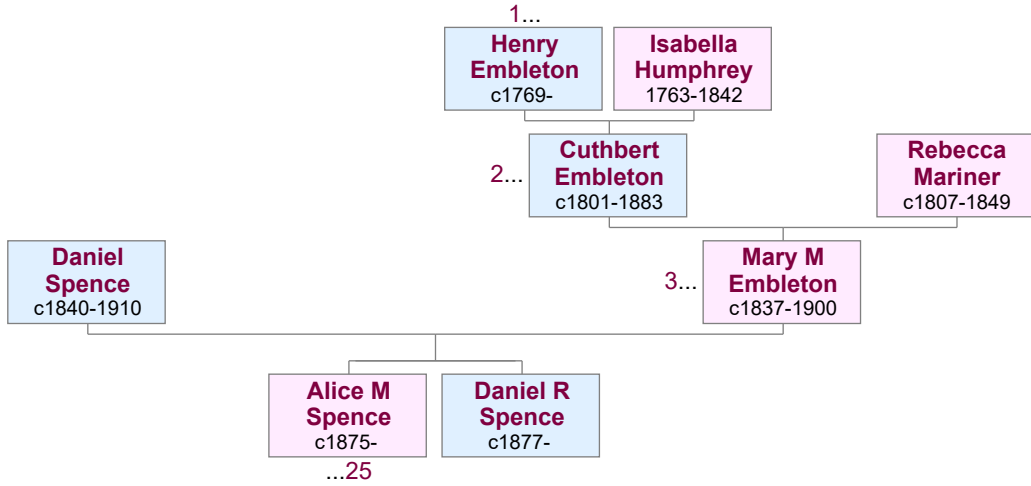 1...
Henry
Embleton
c1769-
Isabella
Humphrey
1763-1842
2...
Cuthbert
Embleton
c1801-1883
Rebecca
Mariner
c1807-1849
Daniel
Spence
c1840-1910
3...
Mary M
Embleton
c1837-1900
Alice M
Spence
c1875-
Daniel R
Spence
c1877-
...25